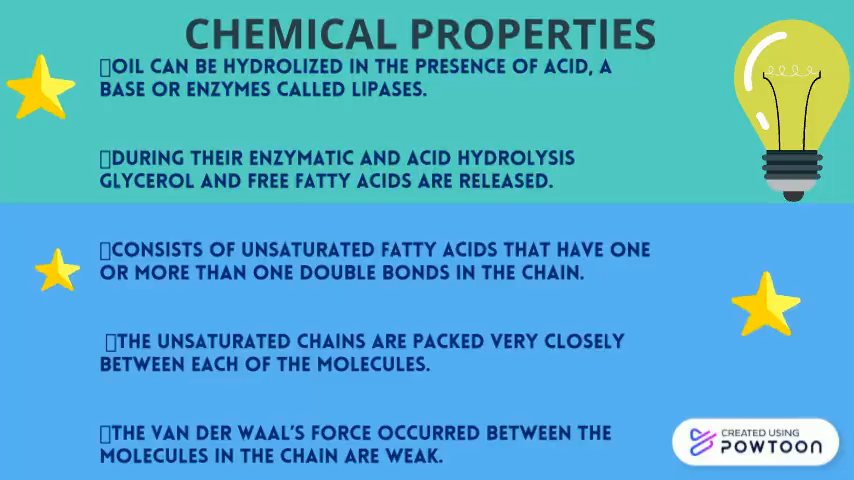 CHEMICAL PROPERTIES
OIL CAN BE HYDROLIZED IN THE PRESENCE OF ACID, A
BASE OR ENZYMES CALLED LIPASES.
DURING THEIR ENZYMATIC AND ACID HYDROLYSIS
GLYCEROL AND FREE FATTY ACIDS ARE RELEASED.
CONSISTS OF UNSATURATED FATTY ACIDS THAT HAVE ONE
OR MORE THAN ONE DOUBLE BONDS IN THE CHAIN.
THE UNSATURATED CHAINS ARE PACKED VERY CLOSELY
BETWEEN EACH OF THE MOLECULES.
THE VAN DER WAAL'S FORCE OCCURRED BETWEEN THE
MOLECULES IN THE CHAIN ARE WEAK.
CREATED USING
POWTOON